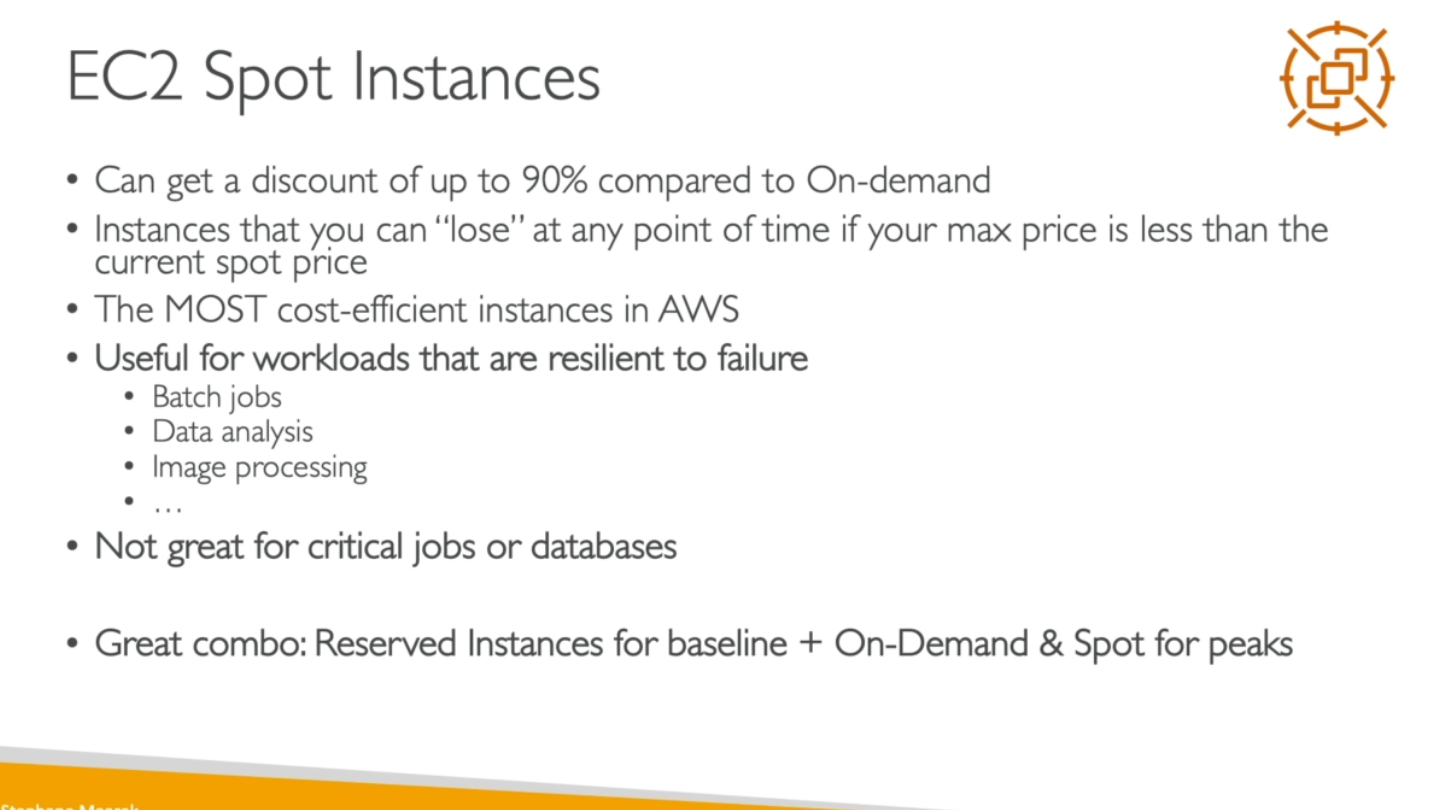 EC2 Spot Instances
• Can get a discount of up to 90% compared to On-demand
• Instances that you can “lose” at any point of time if your max price is less than the
current spot price
• The MOST cost-efficient instances in AWS
• Useful for workloads that are resilient to failure
• Batch jobs
• Data analysis
• Image processing
• …
• Not great for critical jobs or databases
• Great combo: Reserved Instances for baseline + On-Demand & Spot for peaks